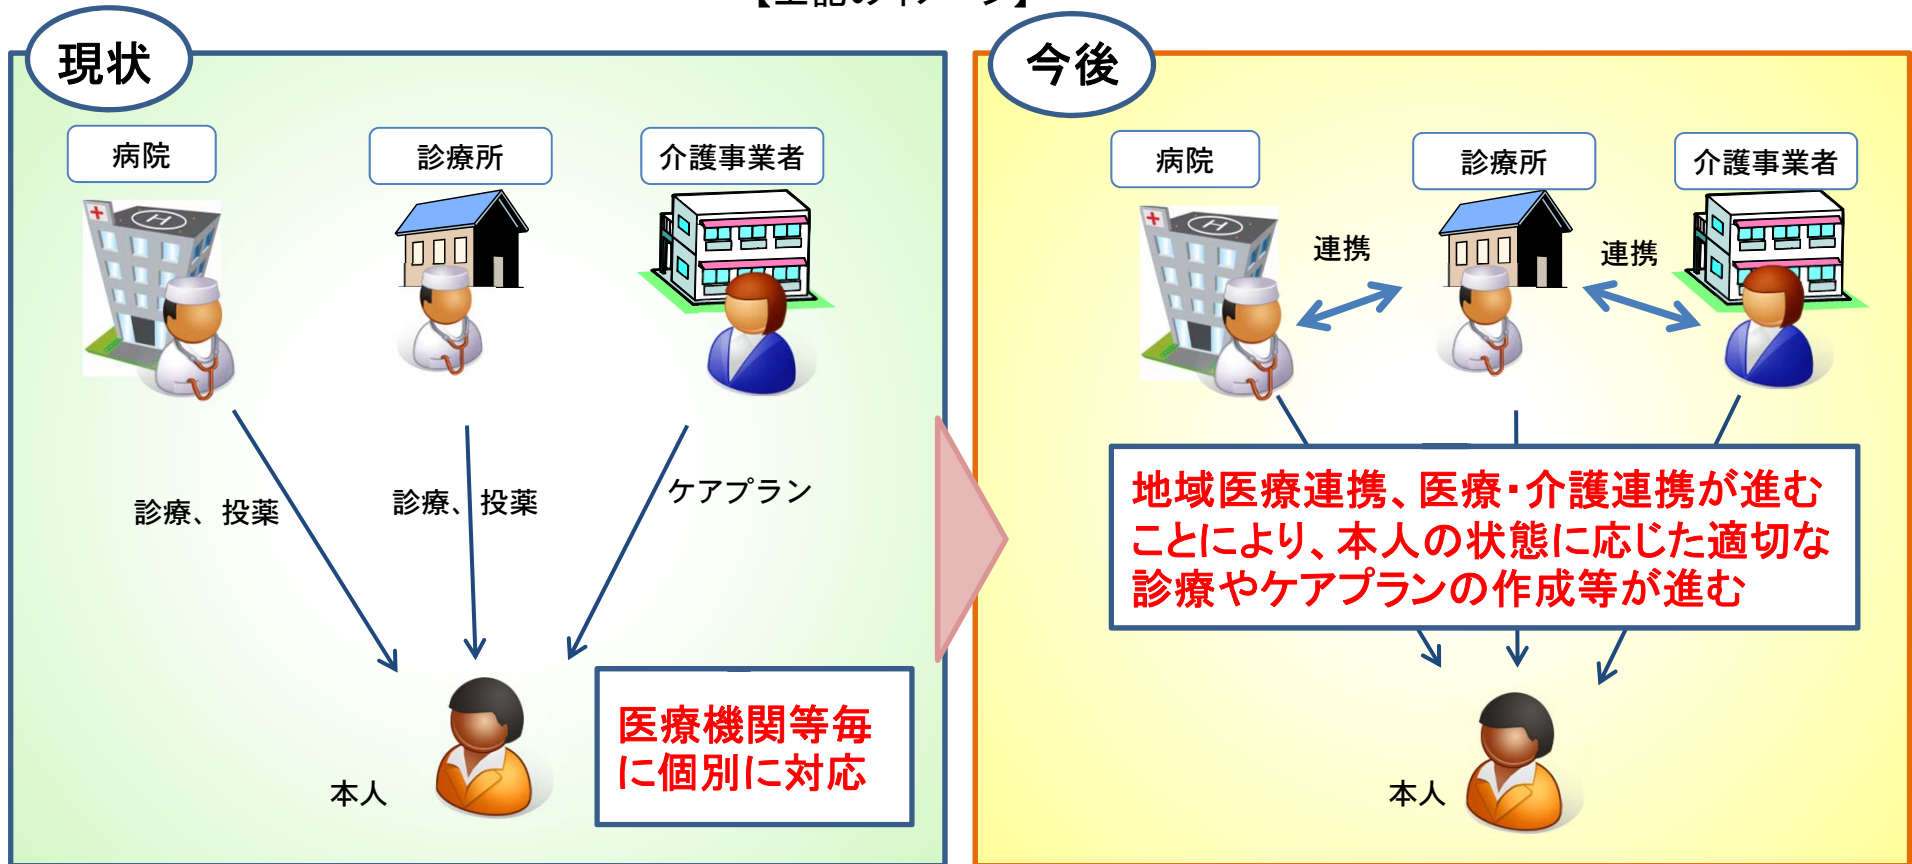 現状
病院
診療所
介護事業者
診療、投薬
診療、投薬
ケアプラン
本人
医療機関等毎
に個別に対応
今後
病院
診療所
介護事業者
連携
連携
地域医療連携、医療・介護連携が進む
ことにより、本人の状態に応じた適切な
診療やケアプランの作成等が進む
本人